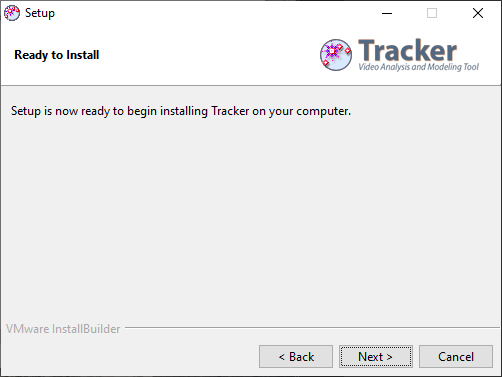 Setup
Ready to Install
Tracker
Video Analysis and Modeling Tool
Setup is now ready to begin installing Tracker on your computer.
VMware InstallBuilder
< Back
Next >
Cancel